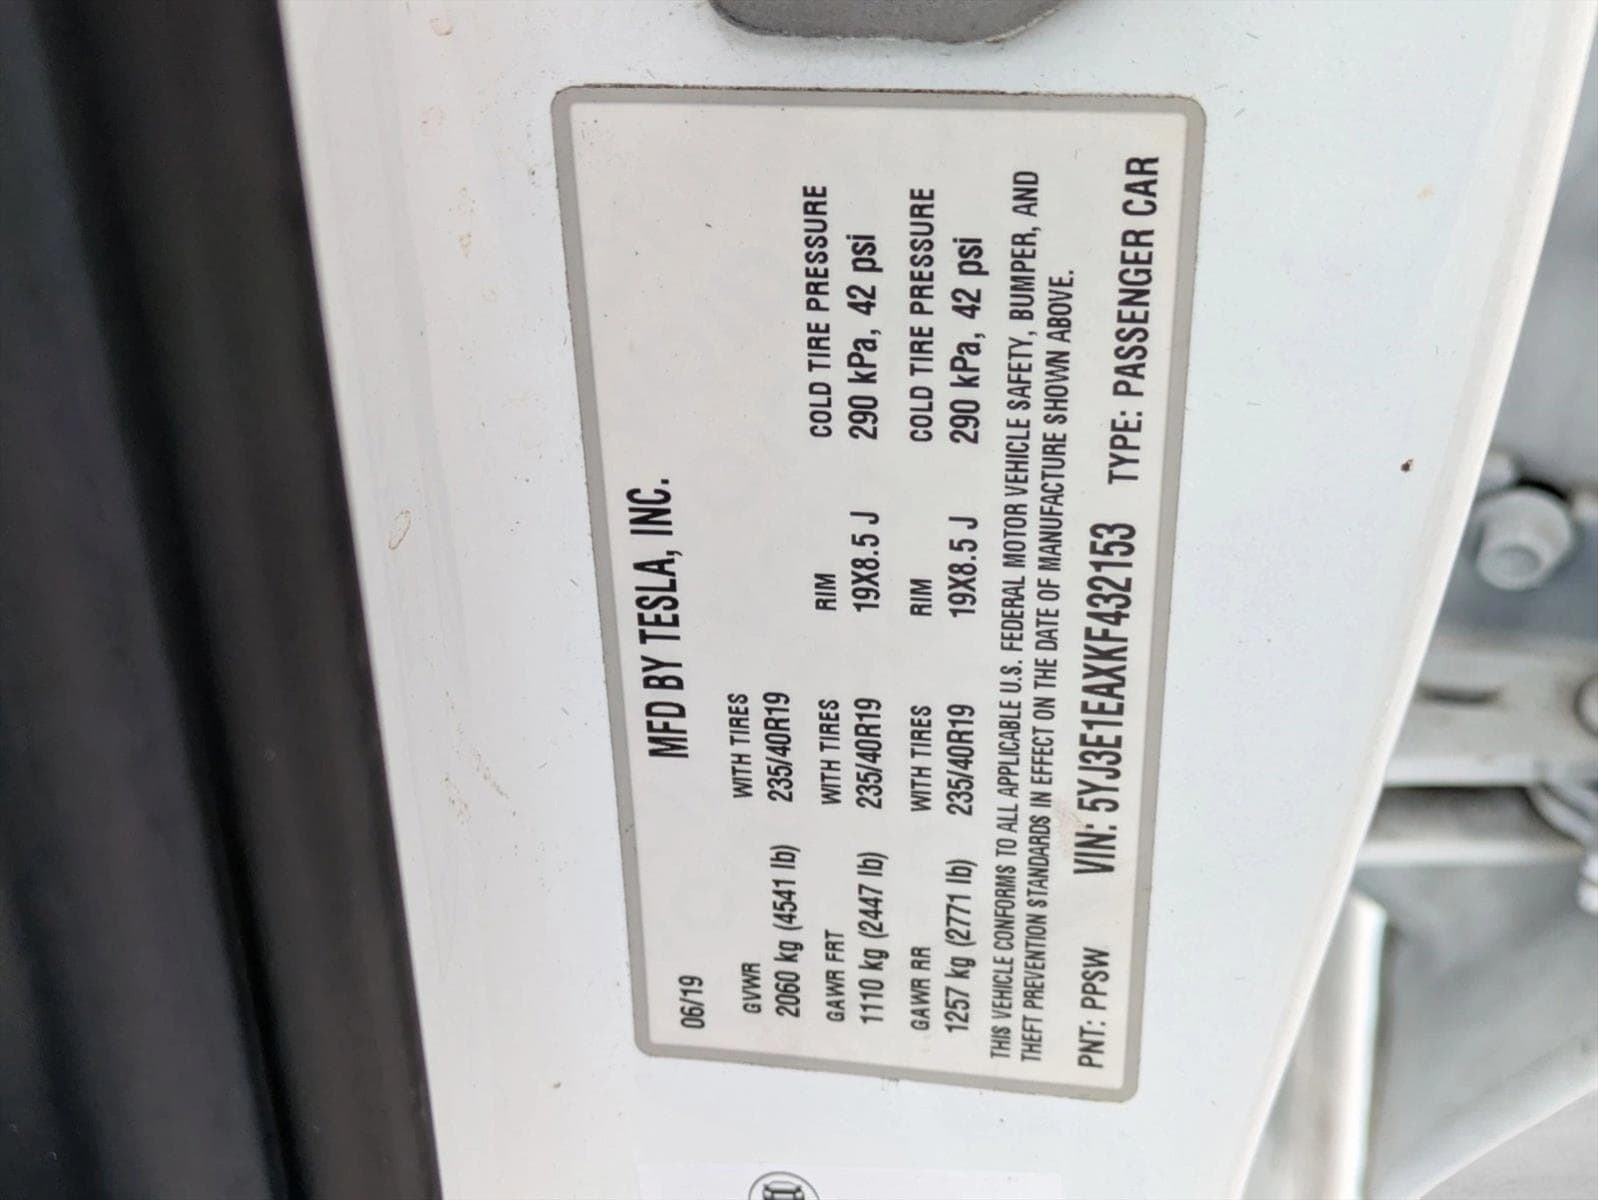 MFD BY TESLA, INC.
06/19
GVWR WITH TIRES
2060 kg (4541 lb) 235/40R19
GAWR FRT WITH TIRES RIM COLD TIRE PRESSURE
1110 kg (2447 lb) 235/40R19 19X8.5 J 290 kPa, 42 psi
GAWR RR WITH TIRES RIM COLD TIRE PRESSURE
1257 kg (2771 lb) 235/40R19 19X8.5 J 290 kPa, 42 psi
THIS VEHICLE CONFORMS TO ALL APPLICABLE U.S. FEDERAL MOTOR VEHICLE SAFETY, BUMPER, AND
THEFT PREVENTION STANDARDS IN EFFECT ON THE DATE OF MANUFACTURE SHOWN ABOVE.
PNT: PPSW VIN: 5YJ3E1EAXKF432153 TYPE: PASSENGER CAR